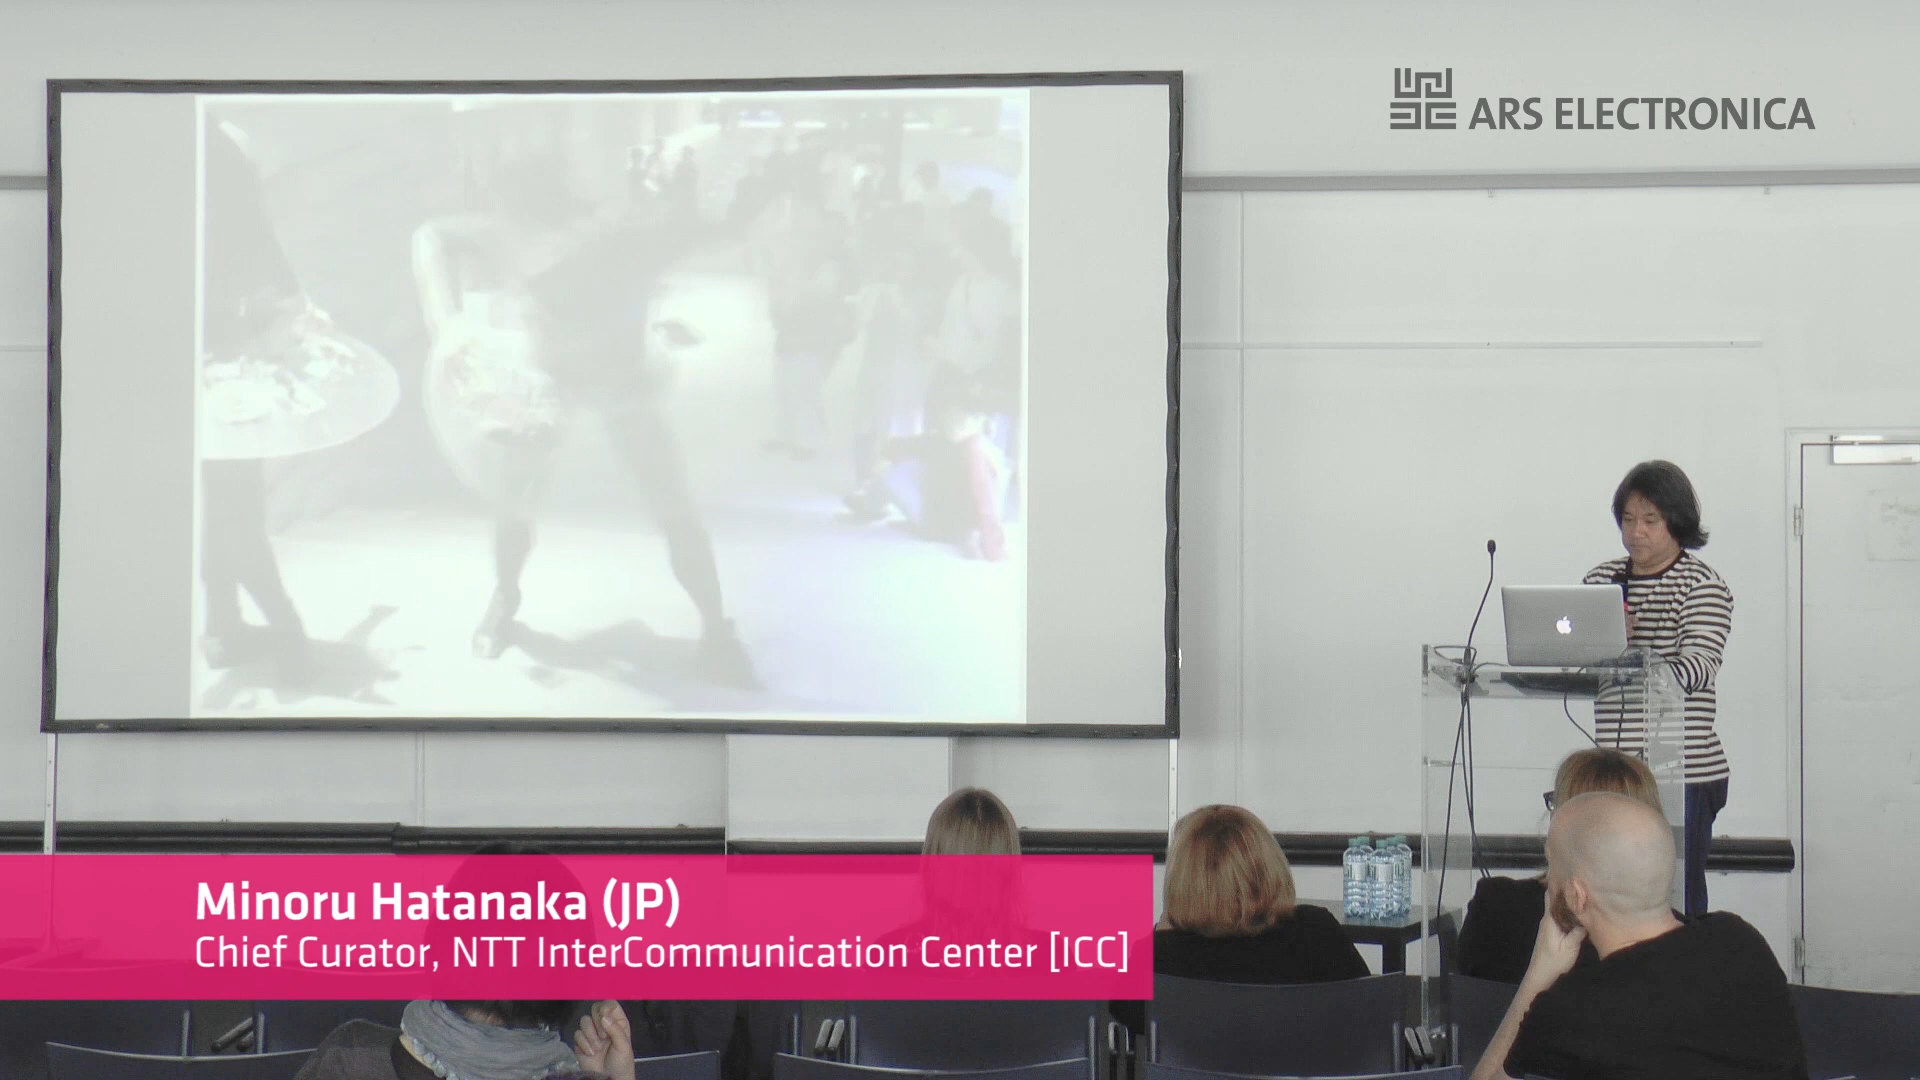 ARS ELECTRONICA
Minoru Hatanaka (JP)
Chief Curator, NTT InterCommunication Center [ICC]